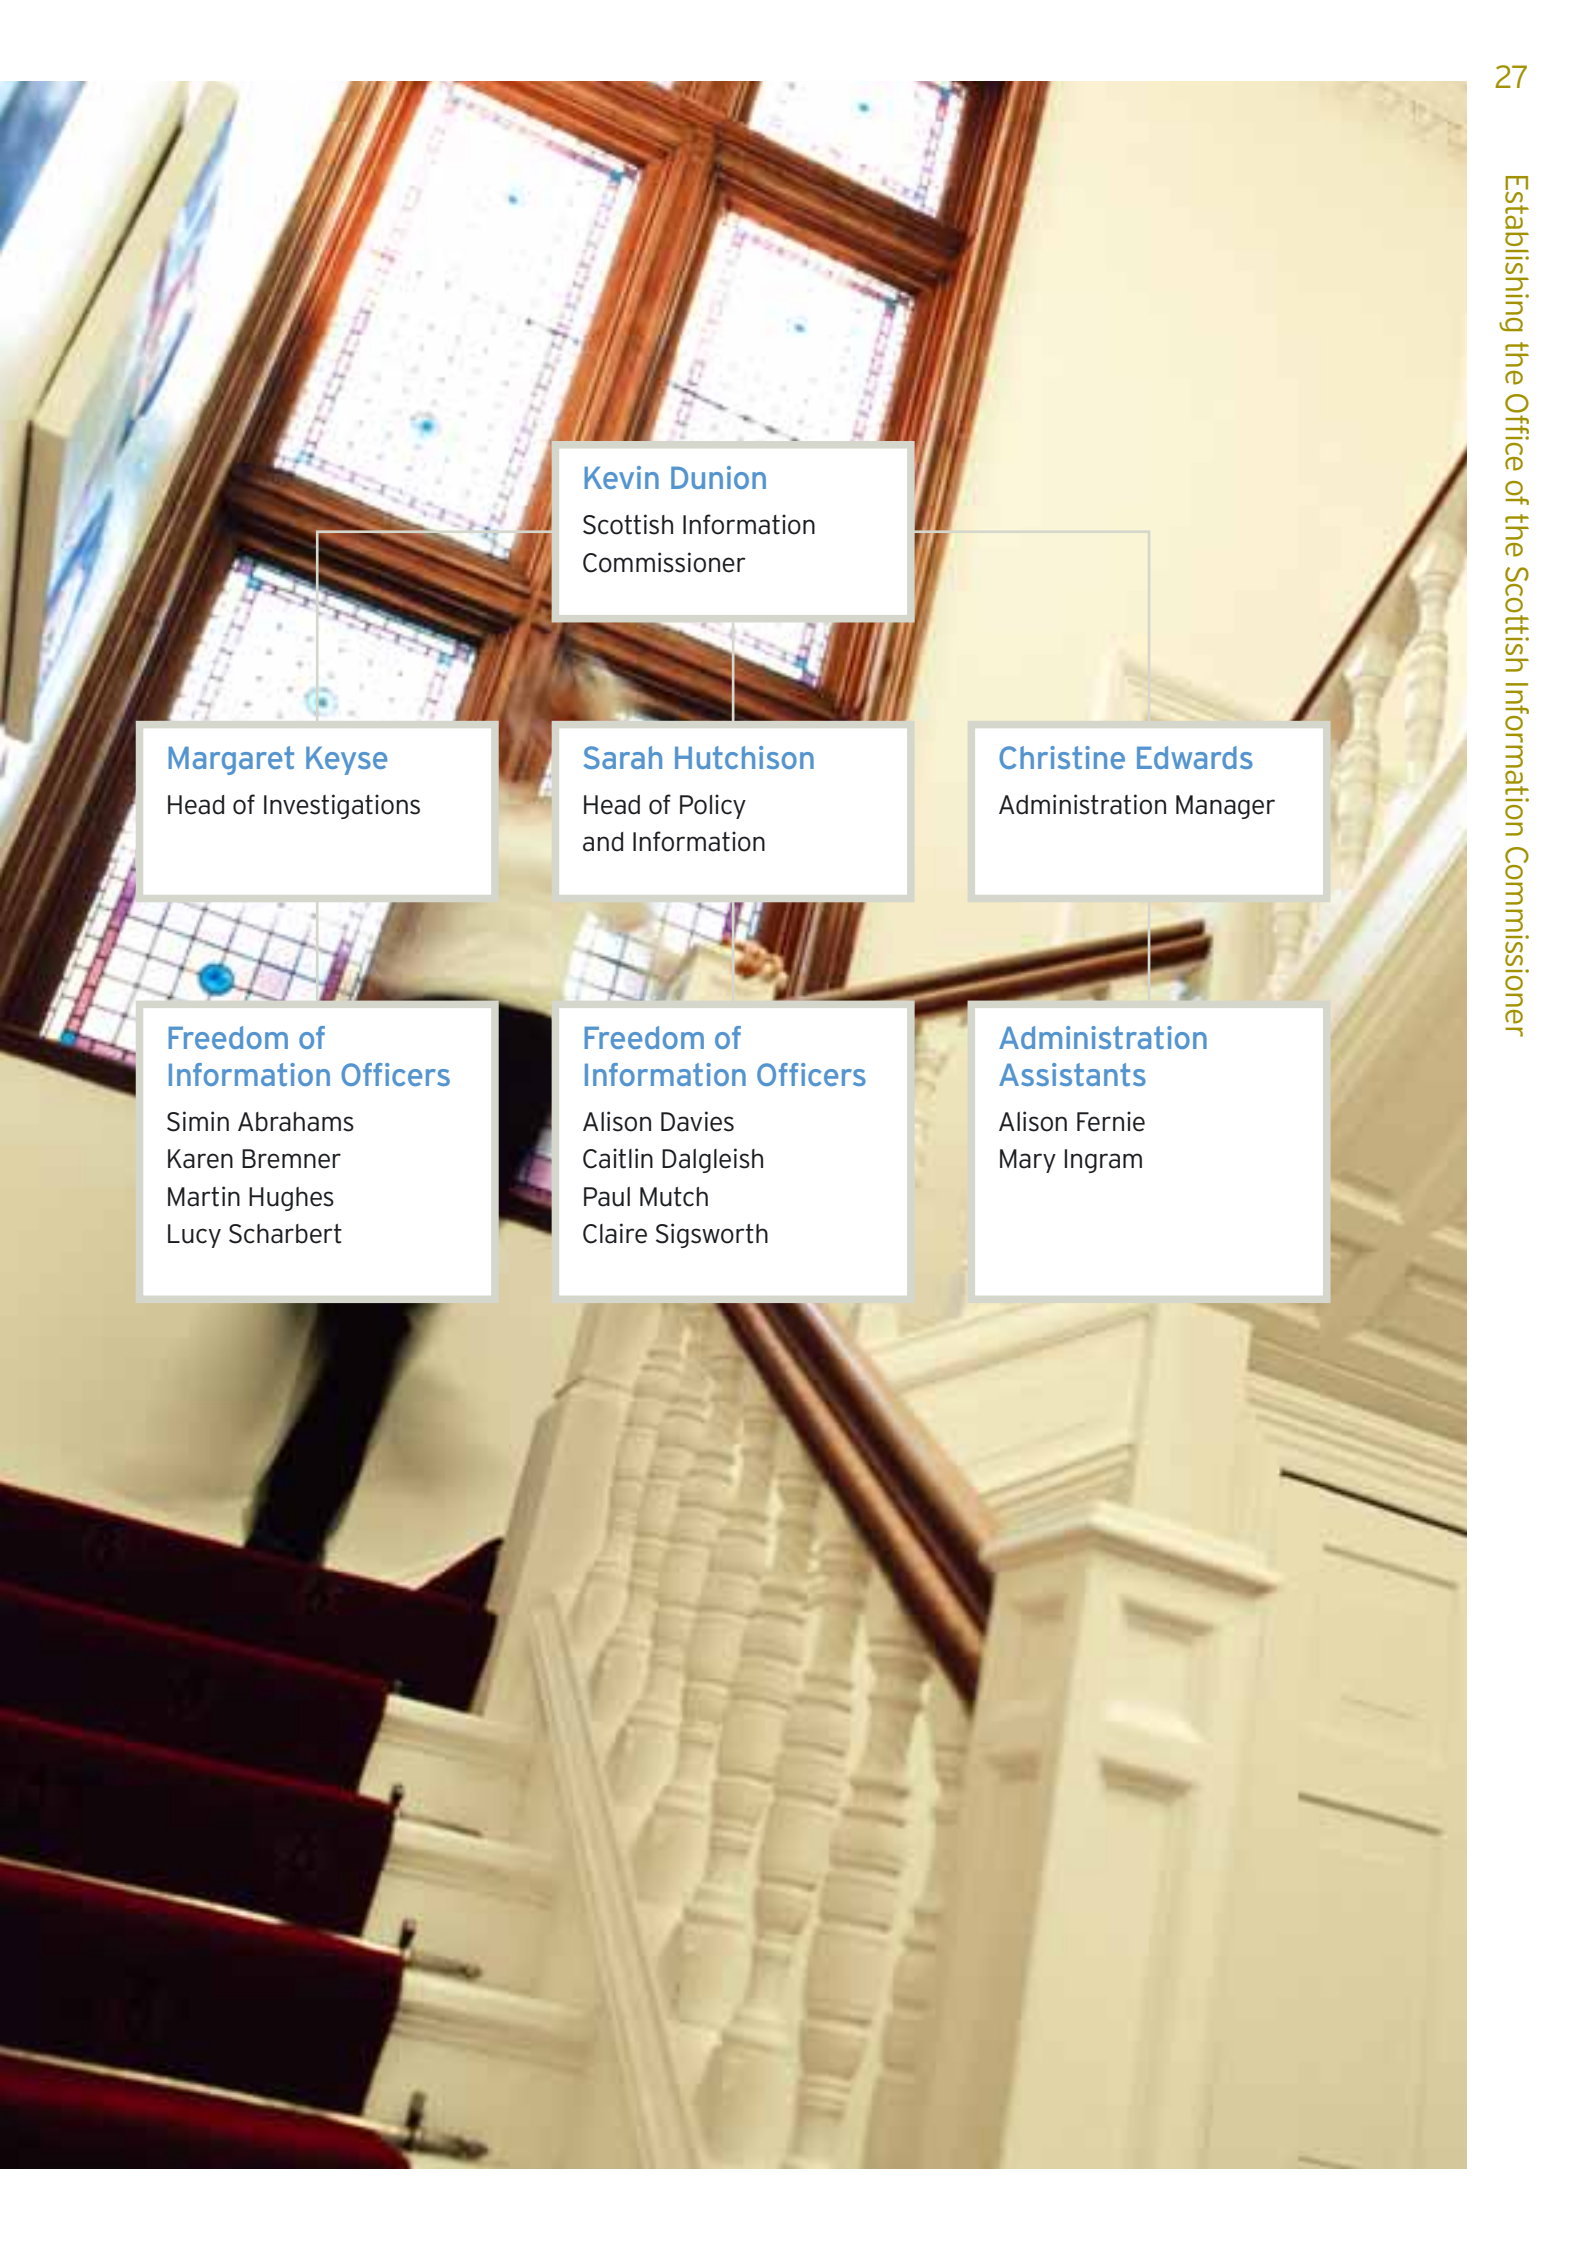 27
Establishing the Office of the Scottish Information Commissioner
Kevin Dunion
Scottish Information
Commissioner
Margaret Keyse
Head of Investigations
Sarah Hutchison
Head of Policy
and Information
Christine Edwards
Administration Manager
Freedom of
Information Officers
Simin Abrahams
Karen Bremner
Martin Hughes
Lucy Scharbert
Freedom of
Information Officers
Alison Davies
Caitlin Dalgleish
Paul Mutch
Claire Sigsworth
Administration
Assistants
Alison Fernie
Mary Ingram